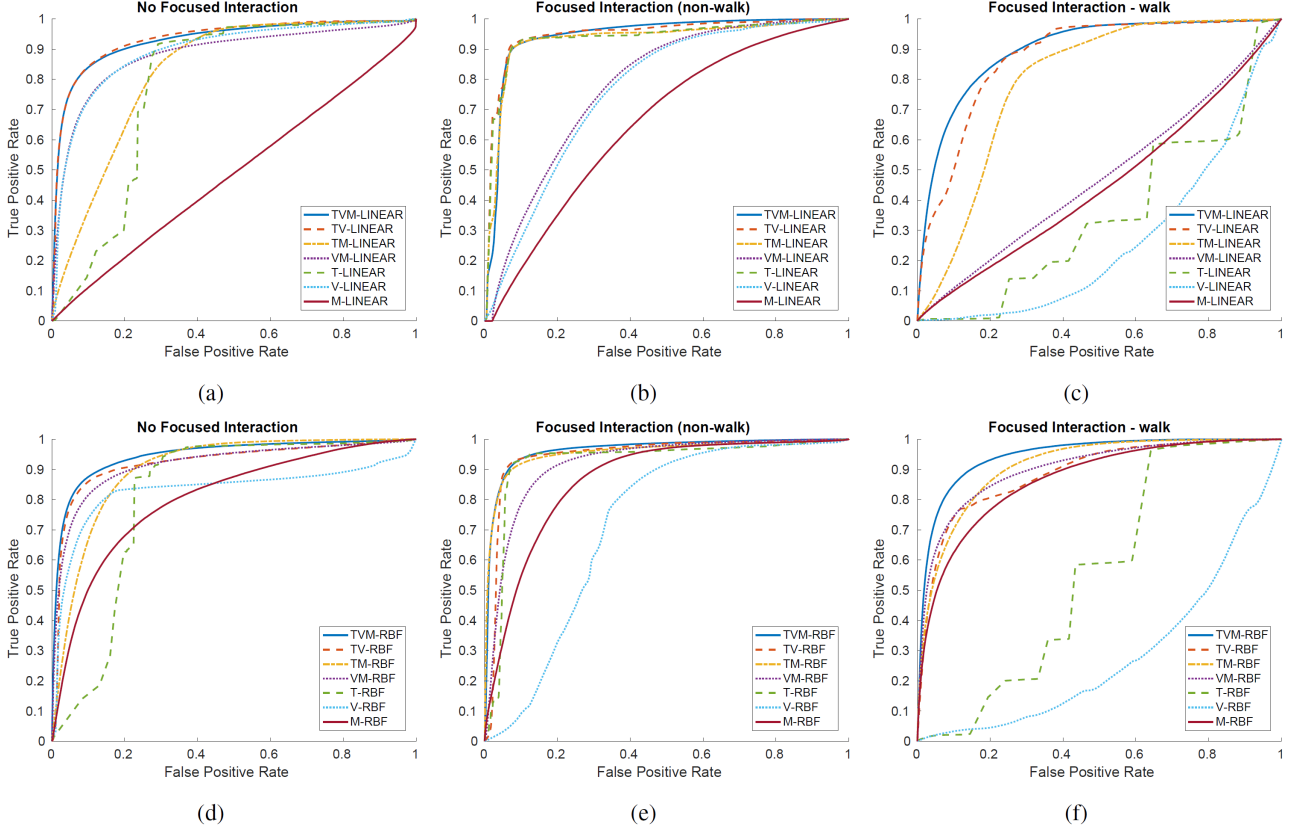 No Focused Interaction
True Positive Rate
1
0.9
0.8
0.7
0.6
0.5
0.4
0.3
0.2
0.1
0
0 0.2 0.4 0.6 0.8 1
False Positive Rate
TVM-LINEAR
TV-LINEAR
TM-LINEAR
VM-LINEAR
T-LINEAR
V-LINEAR
M-LINEAR
(a)
Focused Interaction (non-walk)
True Positive Rate
1
0.9
0.8
0.7
0.6
0.5
0.4
0.3
0.2
0.1
0
0 0.2 0.4 0.6 0.8 1
False Positive Rate
TVM-LINEAR
TV-LINEAR
TM-LINEAR
VM-LINEAR
T-LINEAR
V-LINEAR
M-LINEAR
(b)
Focused Interaction - walk
True Positive Rate
1
0.9
0.8
0.7
0.6
0.5
0.4
0.3
0.2
0.1
0
0 0.2 0.4 0.6 0.8 1
False Positive Rate
TVM-LINEAR
TV-LINEAR
TM-LINEAR
VM-LINEAR
T-LINEAR
V-LINEAR
M-LINEAR
(c)
No Focused Interaction
True Positive Rate
1
0.9
0.8
0.7
0.6
0.5
0.4
0.3
0.2
0.1
0
0 0.2 0.4 0.6 0.8 1
False Positive Rate
TVM-RBF
TV-RBF
TM-RBF
VM-RBF
T-RBF
V-RBF
M-RBF
(d)
Focused Interaction (non-walk)
True Positive Rate
1
0.9
0.8
0.7
0.6
0.5
0.4
0.3
0.2
0.1
0
0 0.2 0.4 0.6 0.8 1
False Positive Rate
TVM-RBF
TV-RBF
TM-RBF
VM-RBF
T-RBF
V-RBF
M-RBF
(e)
Focused Interaction - walk
True Positive Rate
1
0.9
0.8
0.7
0.6
0.5
0.4
0.3
0.2
0.1
0
0 0.2 0.4 0.6 0.8 1
False Positive Rate
TVM-RBF
TV-RBF
TM-RBF
VM-RBF
T-RBF
V-RBF
M-RBF
(f)